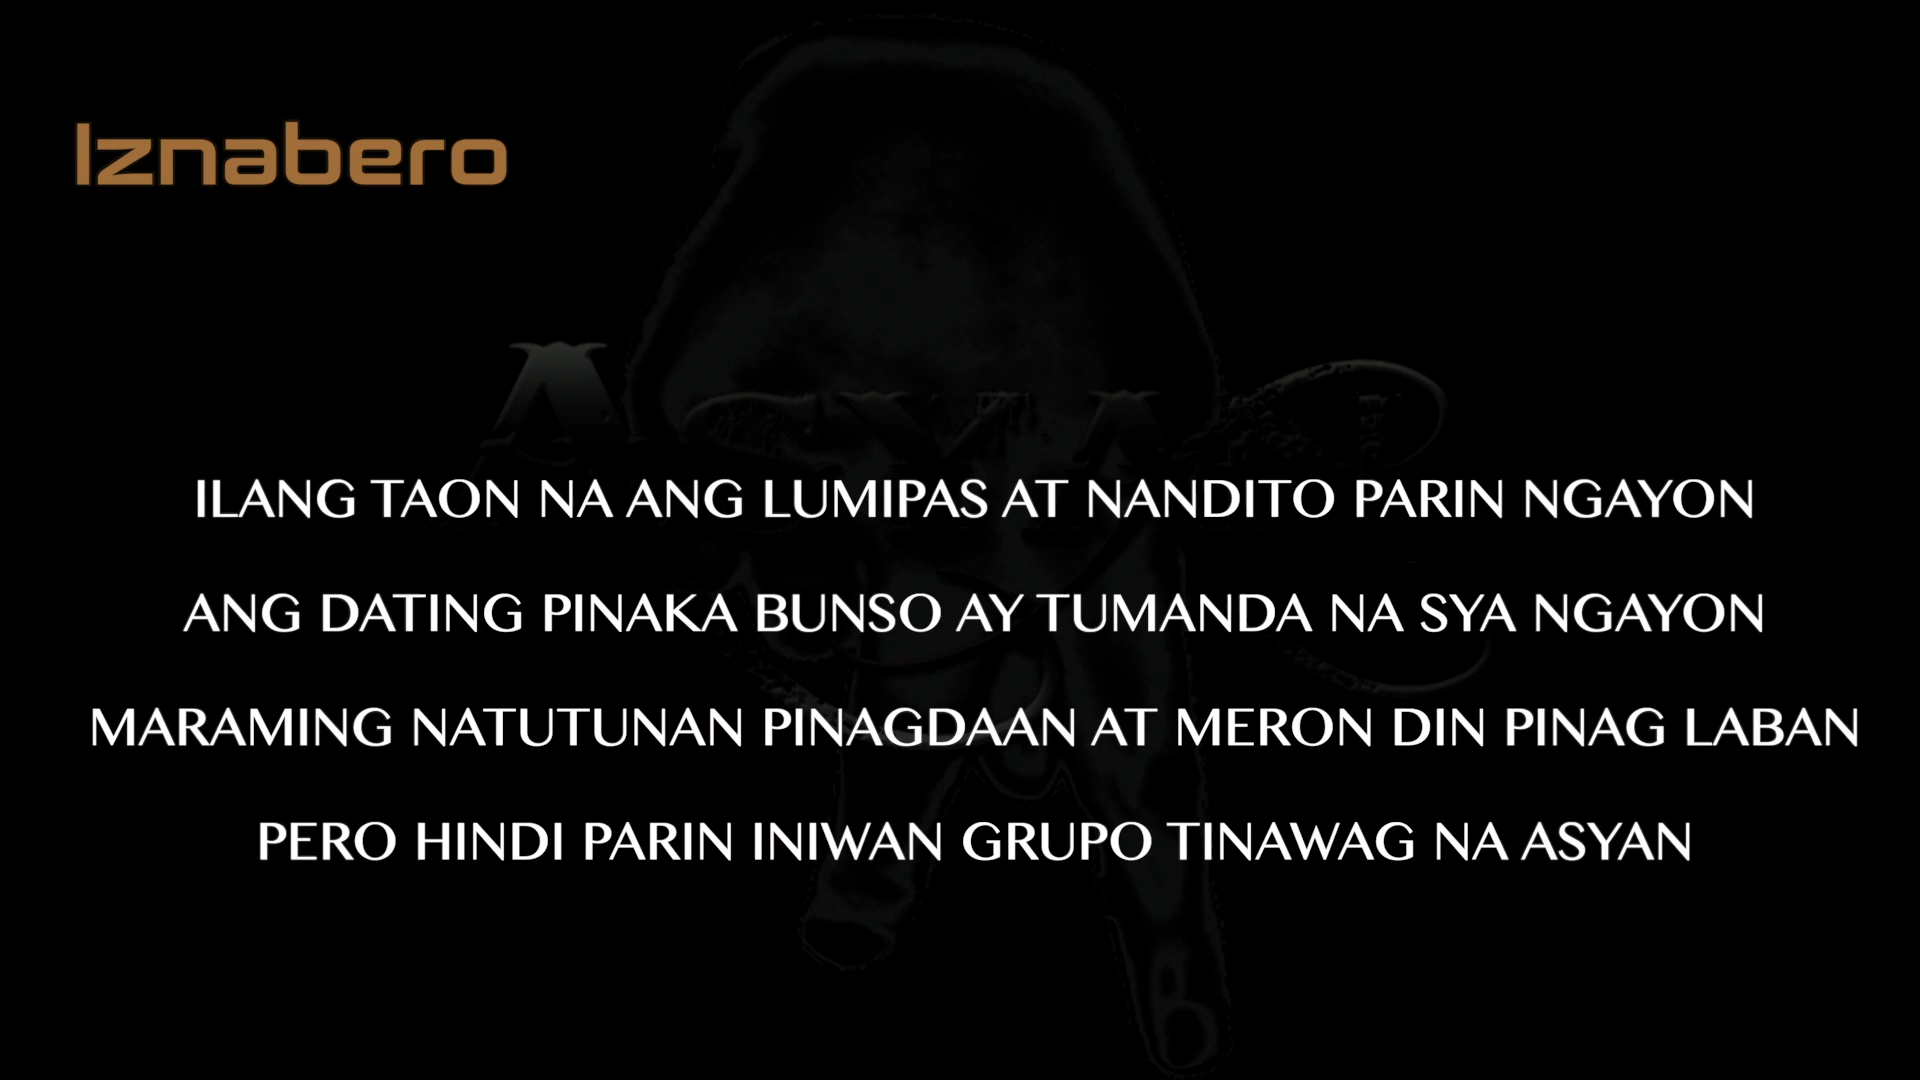 Iznabero
ILANG TAON NA ANG LUMIPAS AT NANDITO PARIN NGAYON
ANG DATING PINAKA BUNSO AY TUMANDA NA SYA NGAYON
MARAMING NATUTUNAN PINAGDAAN AT MERON DIN PINAG LABAN
PERO HINDI PARIN INIWAN GRUPO TINAWAG NA ASYAN